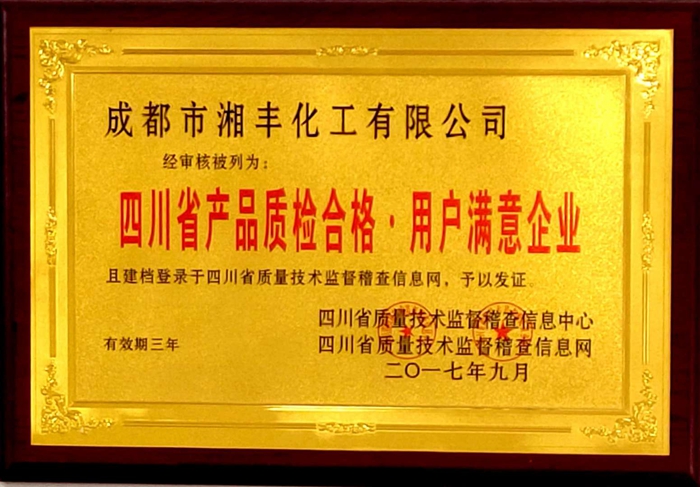 成都市湘丰化工有限公司
经审核被列为：
四川省产品质检合格·用户满意企业
且建档登录于四川省质量技术监督稽查信息网，予以发证。
四川省质量技术监督稽查信息中心
有效期三年
四川省质量技术监督稽查信息网
二〇一七年九月